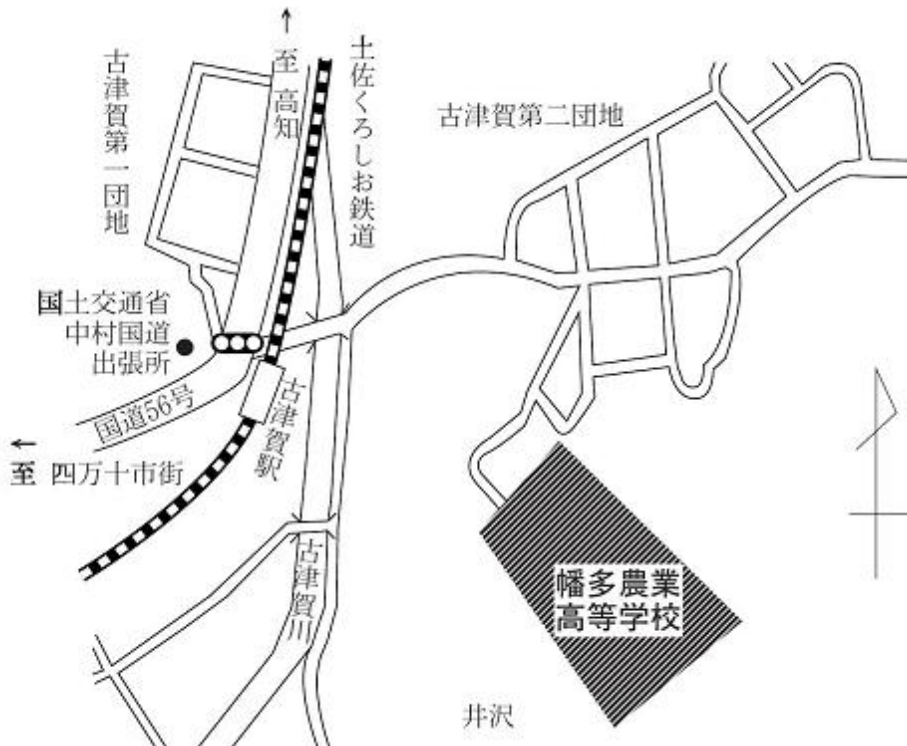 ↑
至 高知
土佐くろしお鉄道
古津賀第一団地
古津賀第二団地
国土交通省
中村国道
出張所
国道56号
古津賀駅
←
至 四万十市街
古津賀川
幡多農業
高等学校
井沢